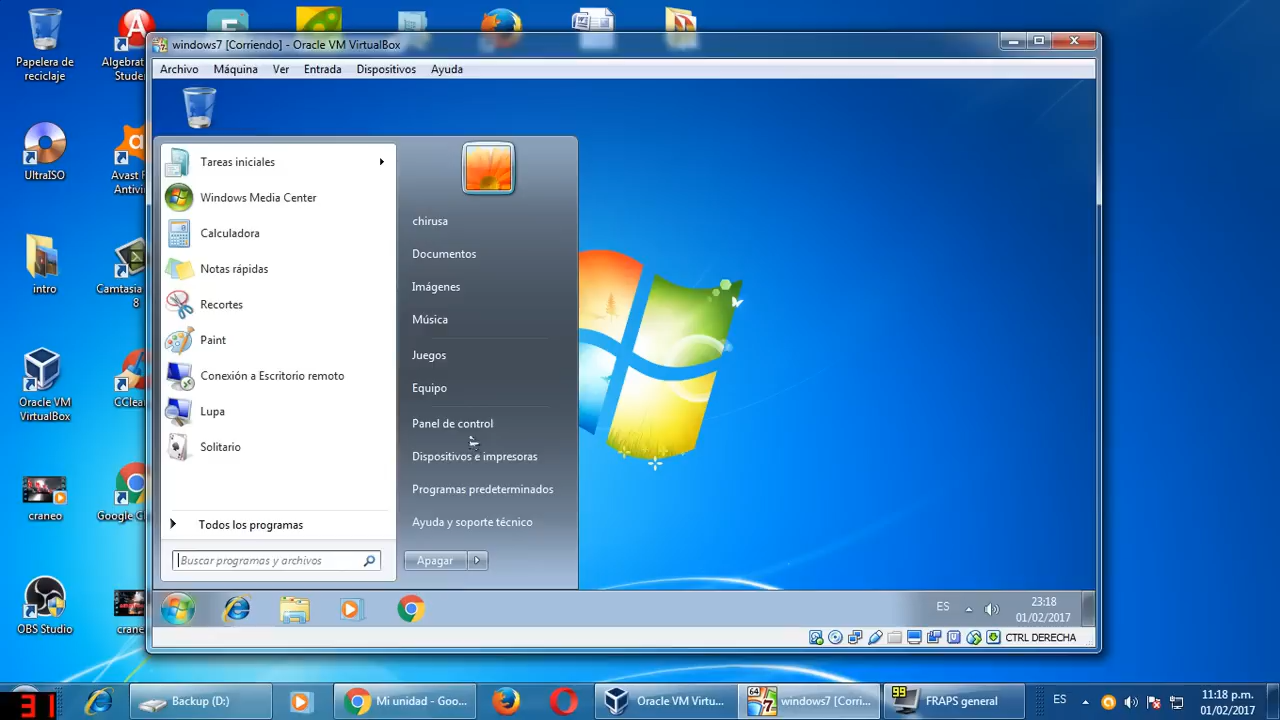 Papelera de
reciclaje
Algebrat
Stude
UltraISO
Avast F
Antivir
intro
Camtasia
8
Oracle VM
VirtualBox
CClea
craneo
Google C
OBS Studio
crane
windows7 [Corriendo] - Oracle VM VirtualBox
Archivo Máquina Ver Entrada Dispositivos Ayuda
Tareas iniciales
Windows Media Center
Calculadora
Notas rápidas
Recortes
Paint
Conexión a Escritorio remoto
Lupa
Solitario
Todos los programas
Buscar programas y archivos
chirusa
Documentos
Imágenes
Música
Juegos
Equipo
Panel de control
Dispositivos e impresoras
Programas predeterminados
Ayuda y soporte técnico
Apagar
ES
23:18
01/02/2017
CTRL DERECHA
31
Backup (D:)
Mi unidad - Goo...
Oracle VM Virtu...
64
windows7 [Corri...
99
FRAPS general
ES
11:18 p.m.
01/02/2017